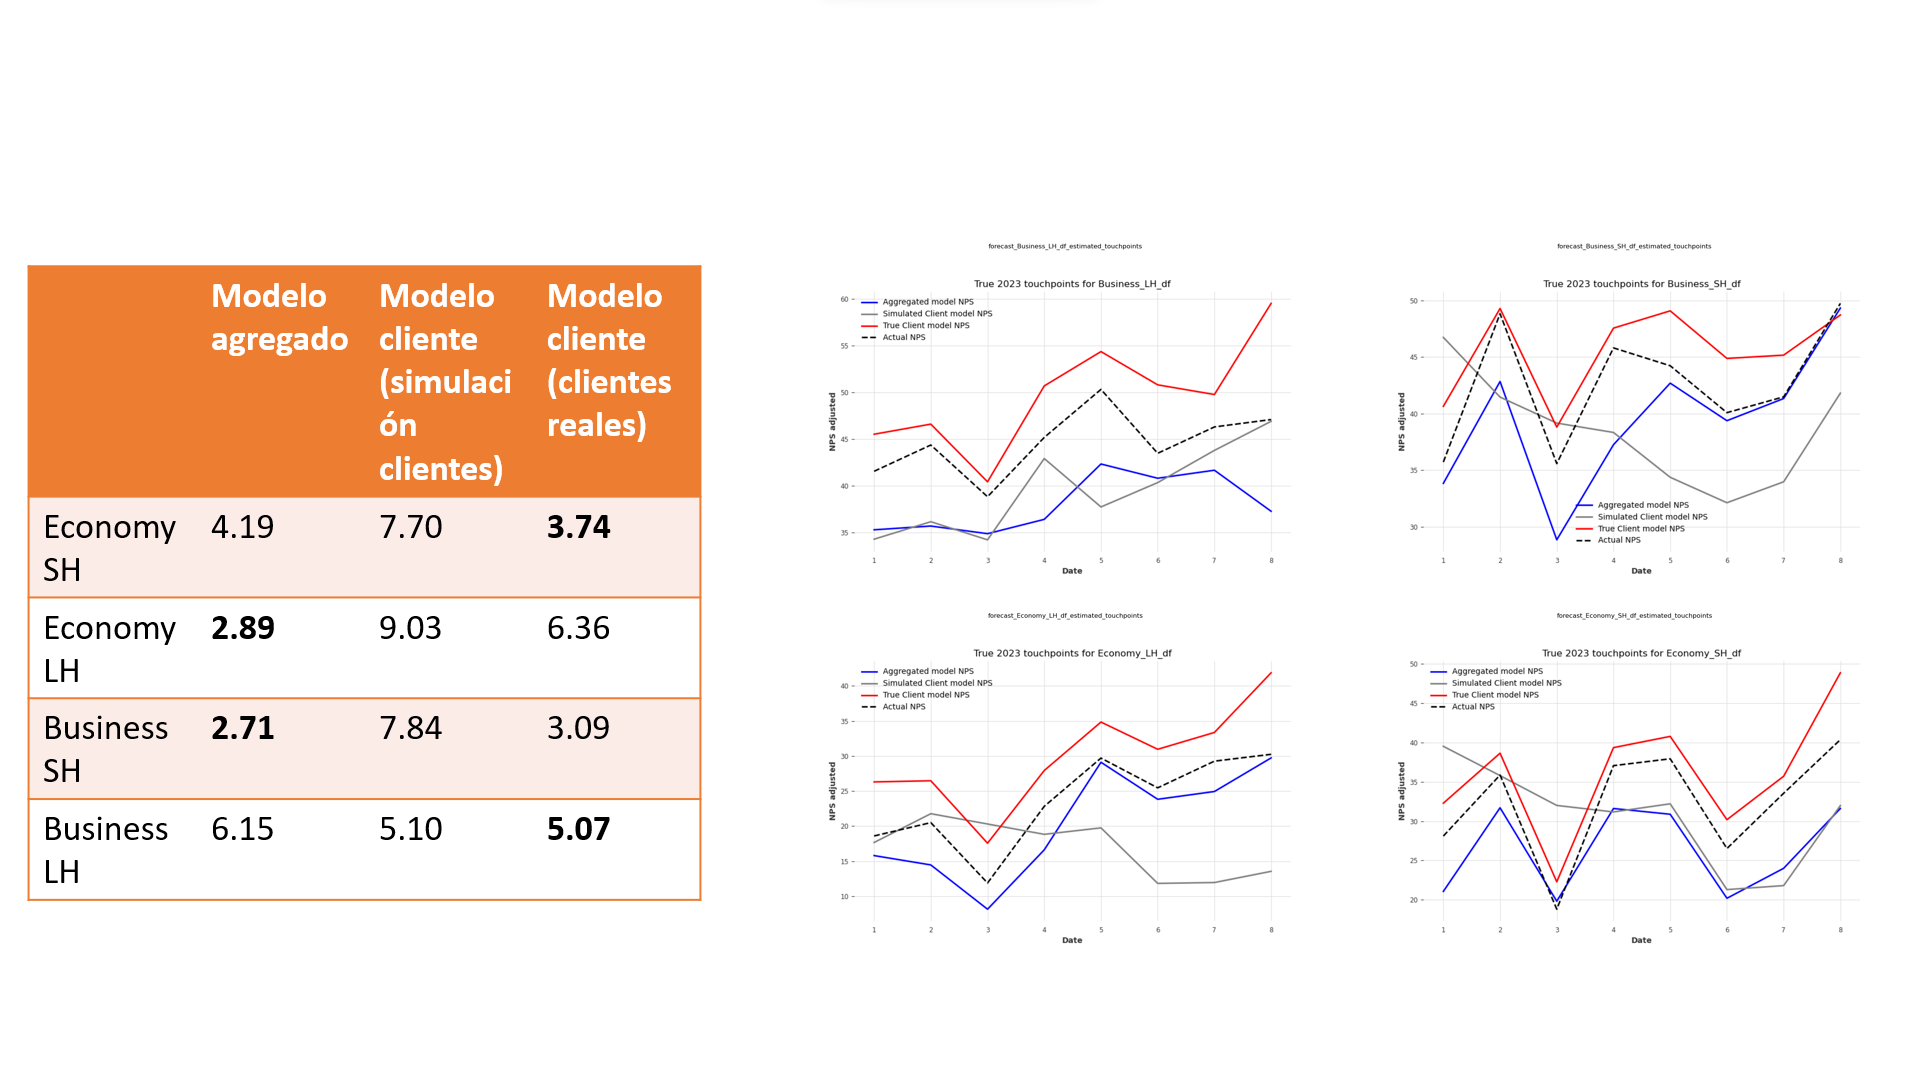 Modelo
agregado
Modelo
cliente
(simulaci
ón
clientes)
Modelo
cliente
(clientes
reales)
Economy
SH
4.19
7.70
3.74
Economy
LH
2.89
9.03
6.36
Business
SH
2.71
7.84
3.09
Business
LH
6.15
5.10
5.07
forecast_Business_LH_df_estimated_touchpoints
True 2023 touchpoints for Business_LH_df
Aggregated model NPS
Simulated Client model NPS
True Client model NPS
Actual NPS
NPS adjusted
60
55
50
45
40
35
1 2 3 4 5 6 7 8
Date
forecast_Business_SH_df_estimated_touchpoints
True 2023 touchpoints for Business_SH_df
NPS adjusted
50
45
40
35
30
Aggregated model NPS
Simulated Client model NPS
True Client model NPS
Actual NPS
1 2 3 4 5 6 7 8
Date
forecast_Economy_LH_df_estimated_touchpoints
True 2023 touchpoints for Economy_LH_df
Aggregated model NPS
Simulated Client model NPS
True Client model NPS
Actual NPS
NPS adjusted
40
35
30
25
20
15
10
1 2 3 4 5 6 7 8
Date
forecast_Economy_SH_df_estimated_touchpoints
True 2023 touchpoints for Economy_SH_df
Aggregated model NPS
Simulated Client model NPS
True Client model NPS
Actual NPS
NPS adjusted
50
45
40
35
30
25
20
1 2 3 4 5 6 7 8
Date